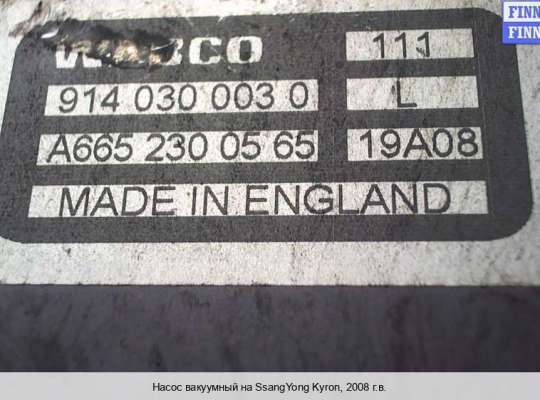 WABCO 111
914 030 003 0 L
A665 230 05 65 19A08
MADE IN ENGLAND
FINN
FINN
Насос вакуумный на SsangYong Kyron, 2008 г.в.